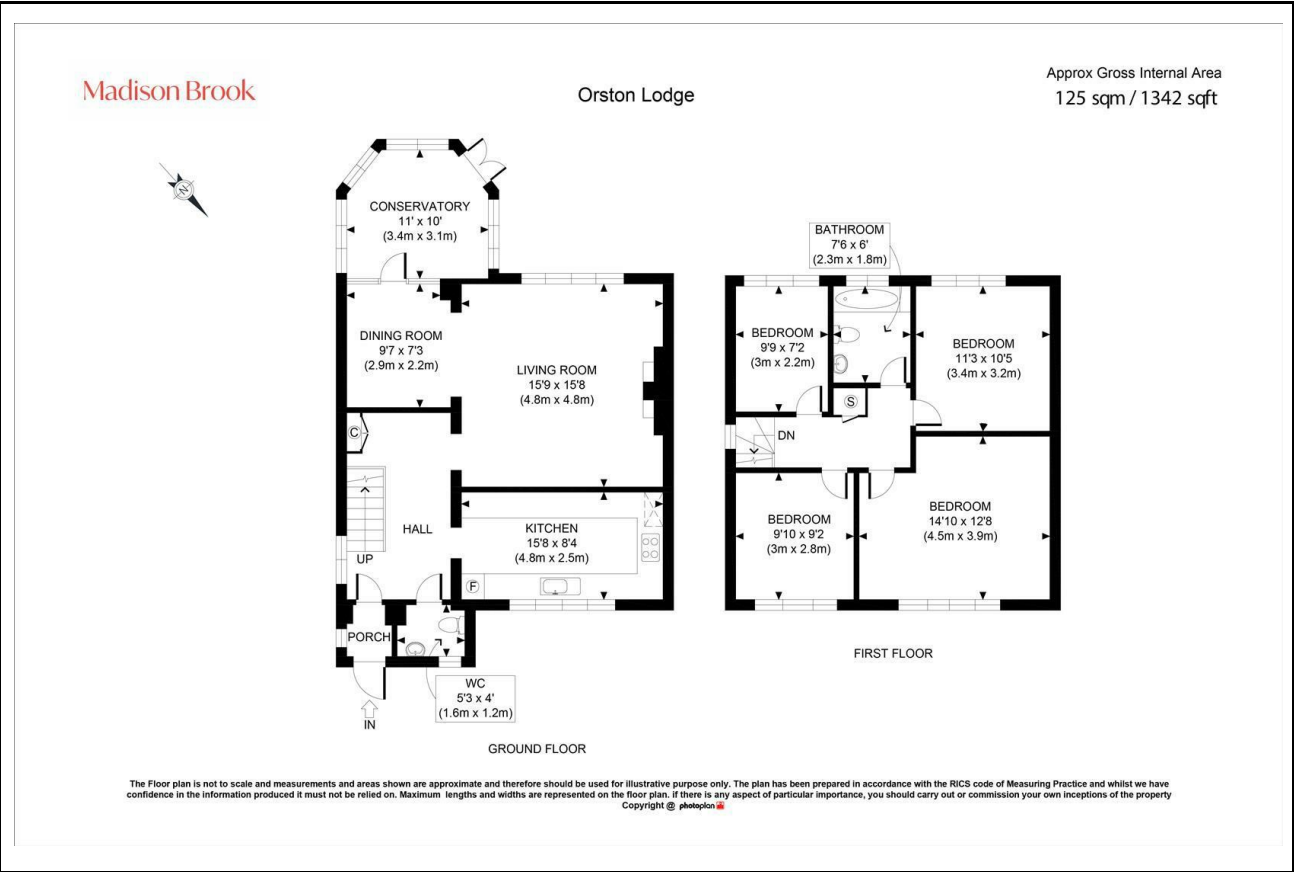 Madison Brook
Orston Lodge
Approx Gross Internal Area
125 sqm / 1342 sqft
N
CONSERVATORY
11' x 10'
(3.4m x 3.1m)
DINING ROOM
9'7 x 7'3
(2.9m x 2.2m)
LIVING ROOM
15'9 x 15'8
(4.8m x 4.8m)
C
HALL
UP
KITCHEN
15'8 x 8'4
(4.8m x 2.5m)
F
PORCH
WC
5'3 x 4'
(1.6m x 1.2m)
IN
GROUND FLOOR
BATHROOM
7'6 x 6'
(2.3m x 1.8m)
BEDROOM
9'9 x 7'2
(3m x 2.2m)
BEDROOM
11'3 x 10'5
(3.4m x 3.2m)
S
DN
BEDROOM
9'10 x 9'2
(3m x 2.8m)
BEDROOM
14'10 x 12'8
(4.5m x 3.9m)
FIRST FLOOR
The Floor plan is not to scale and measurements and areas shown are approximate and therefore should be used for illustrative purpose only. The plan has been prepared in accordance with the RICS code of Measuring Practice and whilst we have
confidence in the information produced it must not be relied on. Maximum lengths and widths are represented on the floor plan. if there is any aspect of particular importance, you should carry out or commission your own inceptions of the property
Copyright @ photoplan